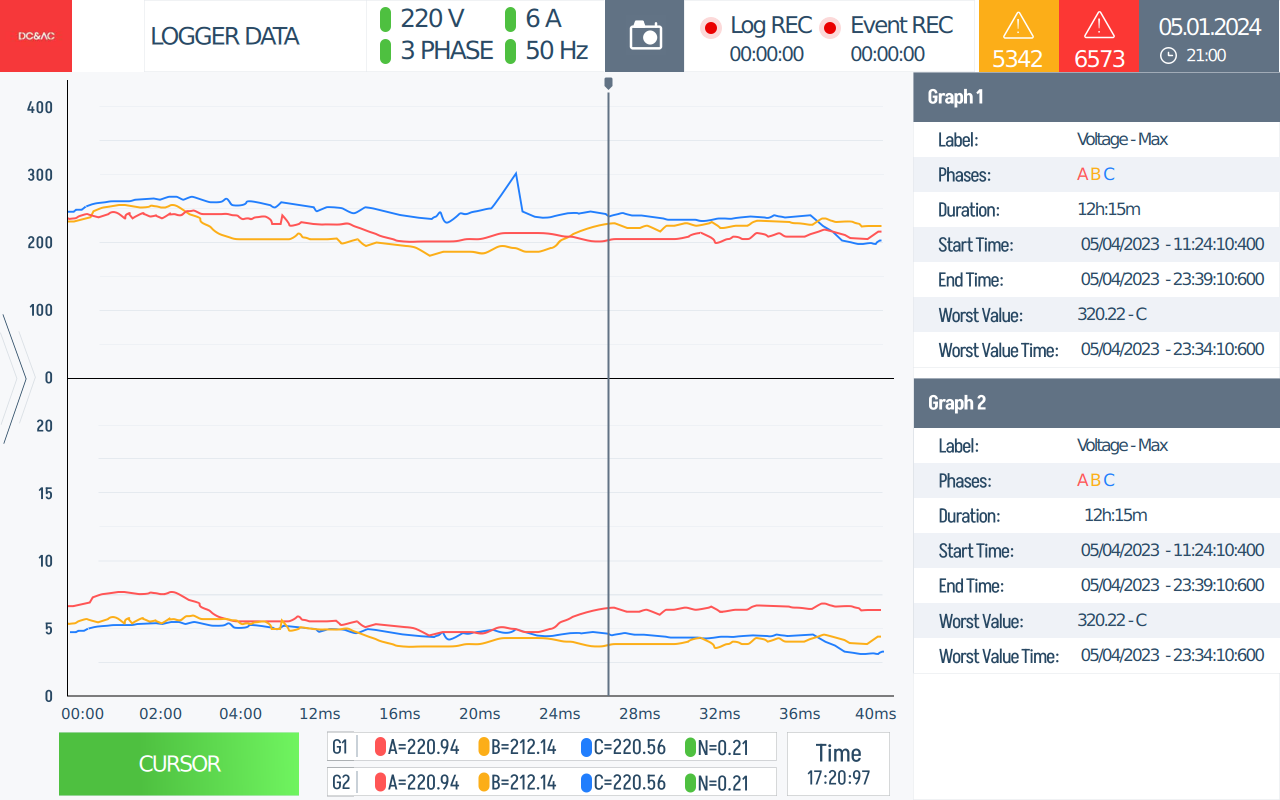 DC&AC
LOGGER DATA
220 V
6 A
3 PHASE
50 Hz
Log REC
00:00:00
Event REC
00:00:00
5342
6573
05.01.2024
21:00
400
300
200
100
0
20
15
10
5
0
00:00 02:00 04:00 12ms 16ms 20ms 24ms 28ms 32ms 36ms 40ms
Graph 1
Label: Voltage - Max
Phases: A B C
Duration: 12h:15m
Start Time: 05/04/2023 - 11:24:10:400
End Time: 05/04/2023 - 23:39:10:600
Worst Value: 320.22 - C
Worst Value Time: 05/04/2023 - 23:34:10:600
Graph 2
Label: Voltage - Max
Phases: A B C
Duration: 12h:15m
Start Time: 05/04/2023 - 11:24:10:400
End Time: 05/04/2023 - 23:39:10:600
Worst Value: 320.22 - C
Worst Value Time: 05/04/2023 - 23:34:10:600
CURSOR
G1 A=220.94 B=212.14 C=220.56 N=0.21
G2 A=220.94 B=212.14 C=220.56 N=0.21
Time
17:20:97